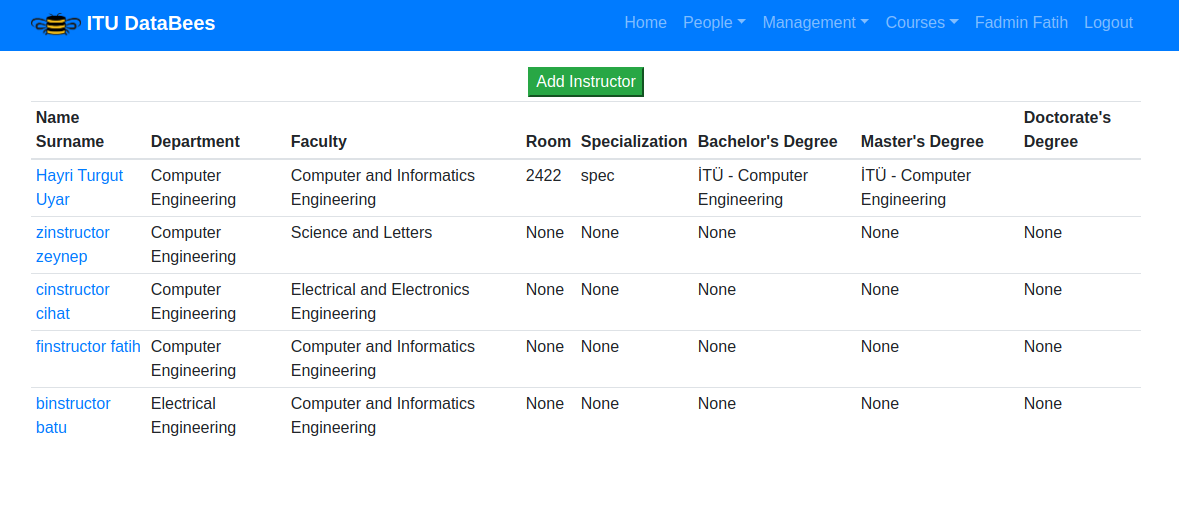 ITU DataBees Home People Management Courses Fadmin Fatih Logout
Add Instructor
Name Doctorate's
Surname Department Faculty Room Specialization Bachelor's Degree Master's Degree Degree
Hayri Turgut Computer Computer and Informatics 2422 spec İTÜ - Computer İTÜ - Computer
Uyar Engineering Engineering Engineering Engineering
zinstructor Computer Science and Letters None None None None None
zeynep Engineering
cinstructor Computer Electrical and Electronics None None None None None
cihat Engineering Engineering
finstructor fatih Computer Computer and Informatics None None None None None
Engineering Engineering
binstructor Electrical Computer and Informatics None None None None None
batu Engineering Engineering